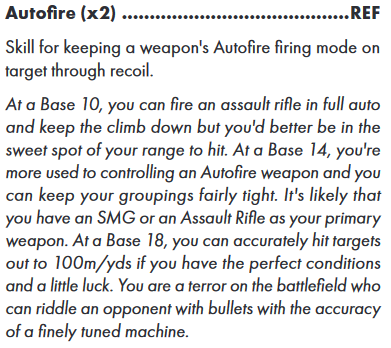 Autofire (x2) ........................................REF
Skill for keeping a weapon's Autofire firing mode on
target through recoil.
At a Base 10, you can fire an assault rifle in full auto
and keep the climb down but you'd better be in the
sweet spot of your range to hit. At a Base 14, you're
more used to controlling an Autofire weapon and you
can keep your groupings fairly tight. It's likely that
you have an SMG or an Assault Rifle as your primary
weapon. At a Base 18, you can accurately hit targets
out to 100m/yds if you have the perfect conditions
and a little luck. You are a terror on the battlefield who
can riddle an opponent with bullets with the accuracy
of a finely tuned machine.